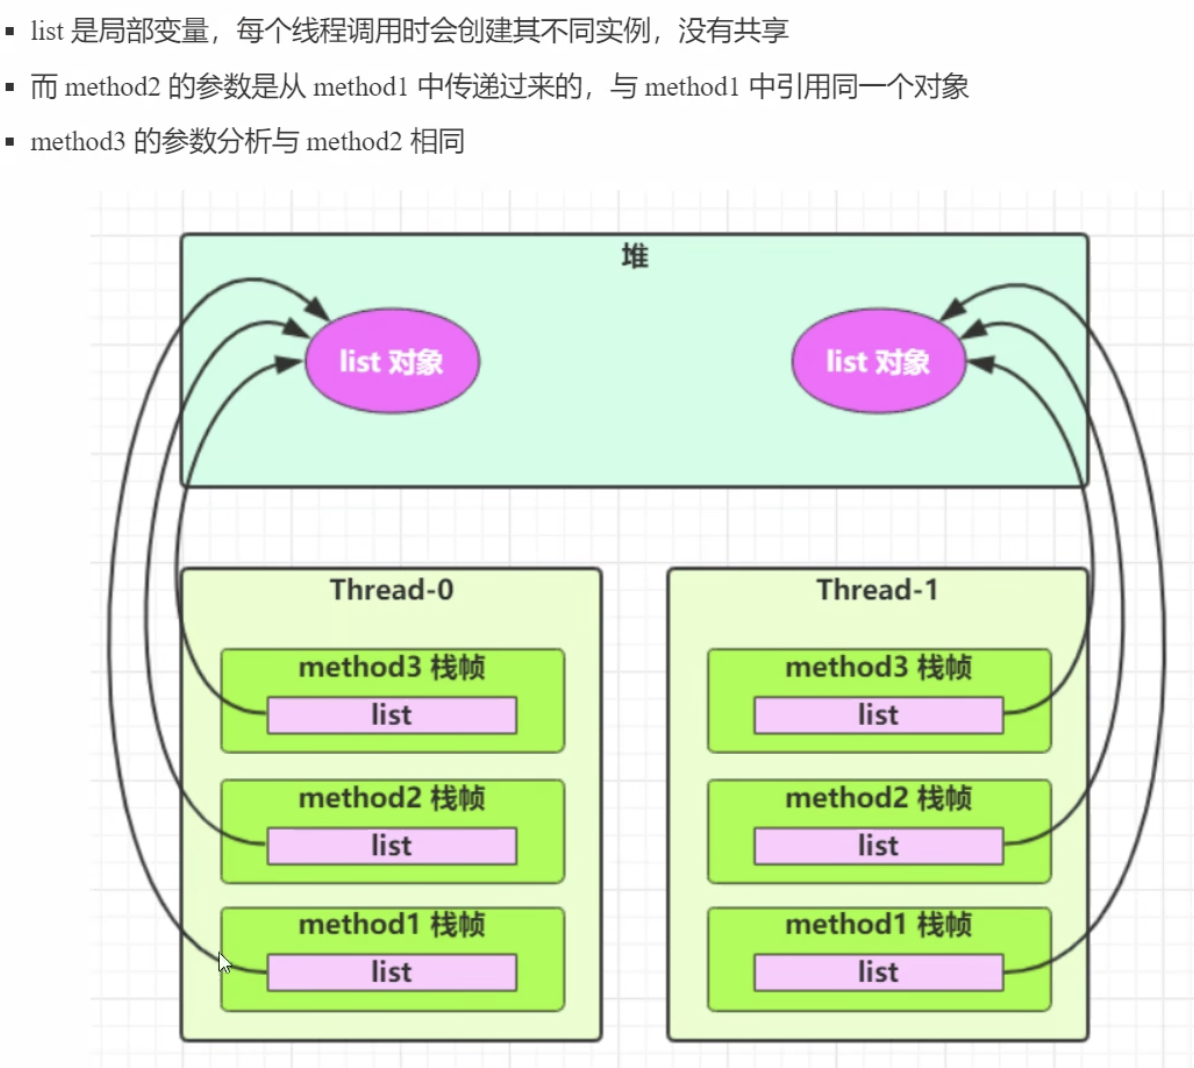 ▪ list 是局部变量，每个线程调用时会创建其不同实例，没有共享
▪ 而 method2 的参数是从 method1 中传递过来的，与 method1 中引用同一个对象
▪ method3 的参数分析与 method2 相同
堆
list 对象
list 对象
Thread-0
Thread-1
method3 栈帧
list
method3 栈帧
list
method2 栈帧
list
method2 栈帧
list
method1 栈帧
list
method1 栈帧
list